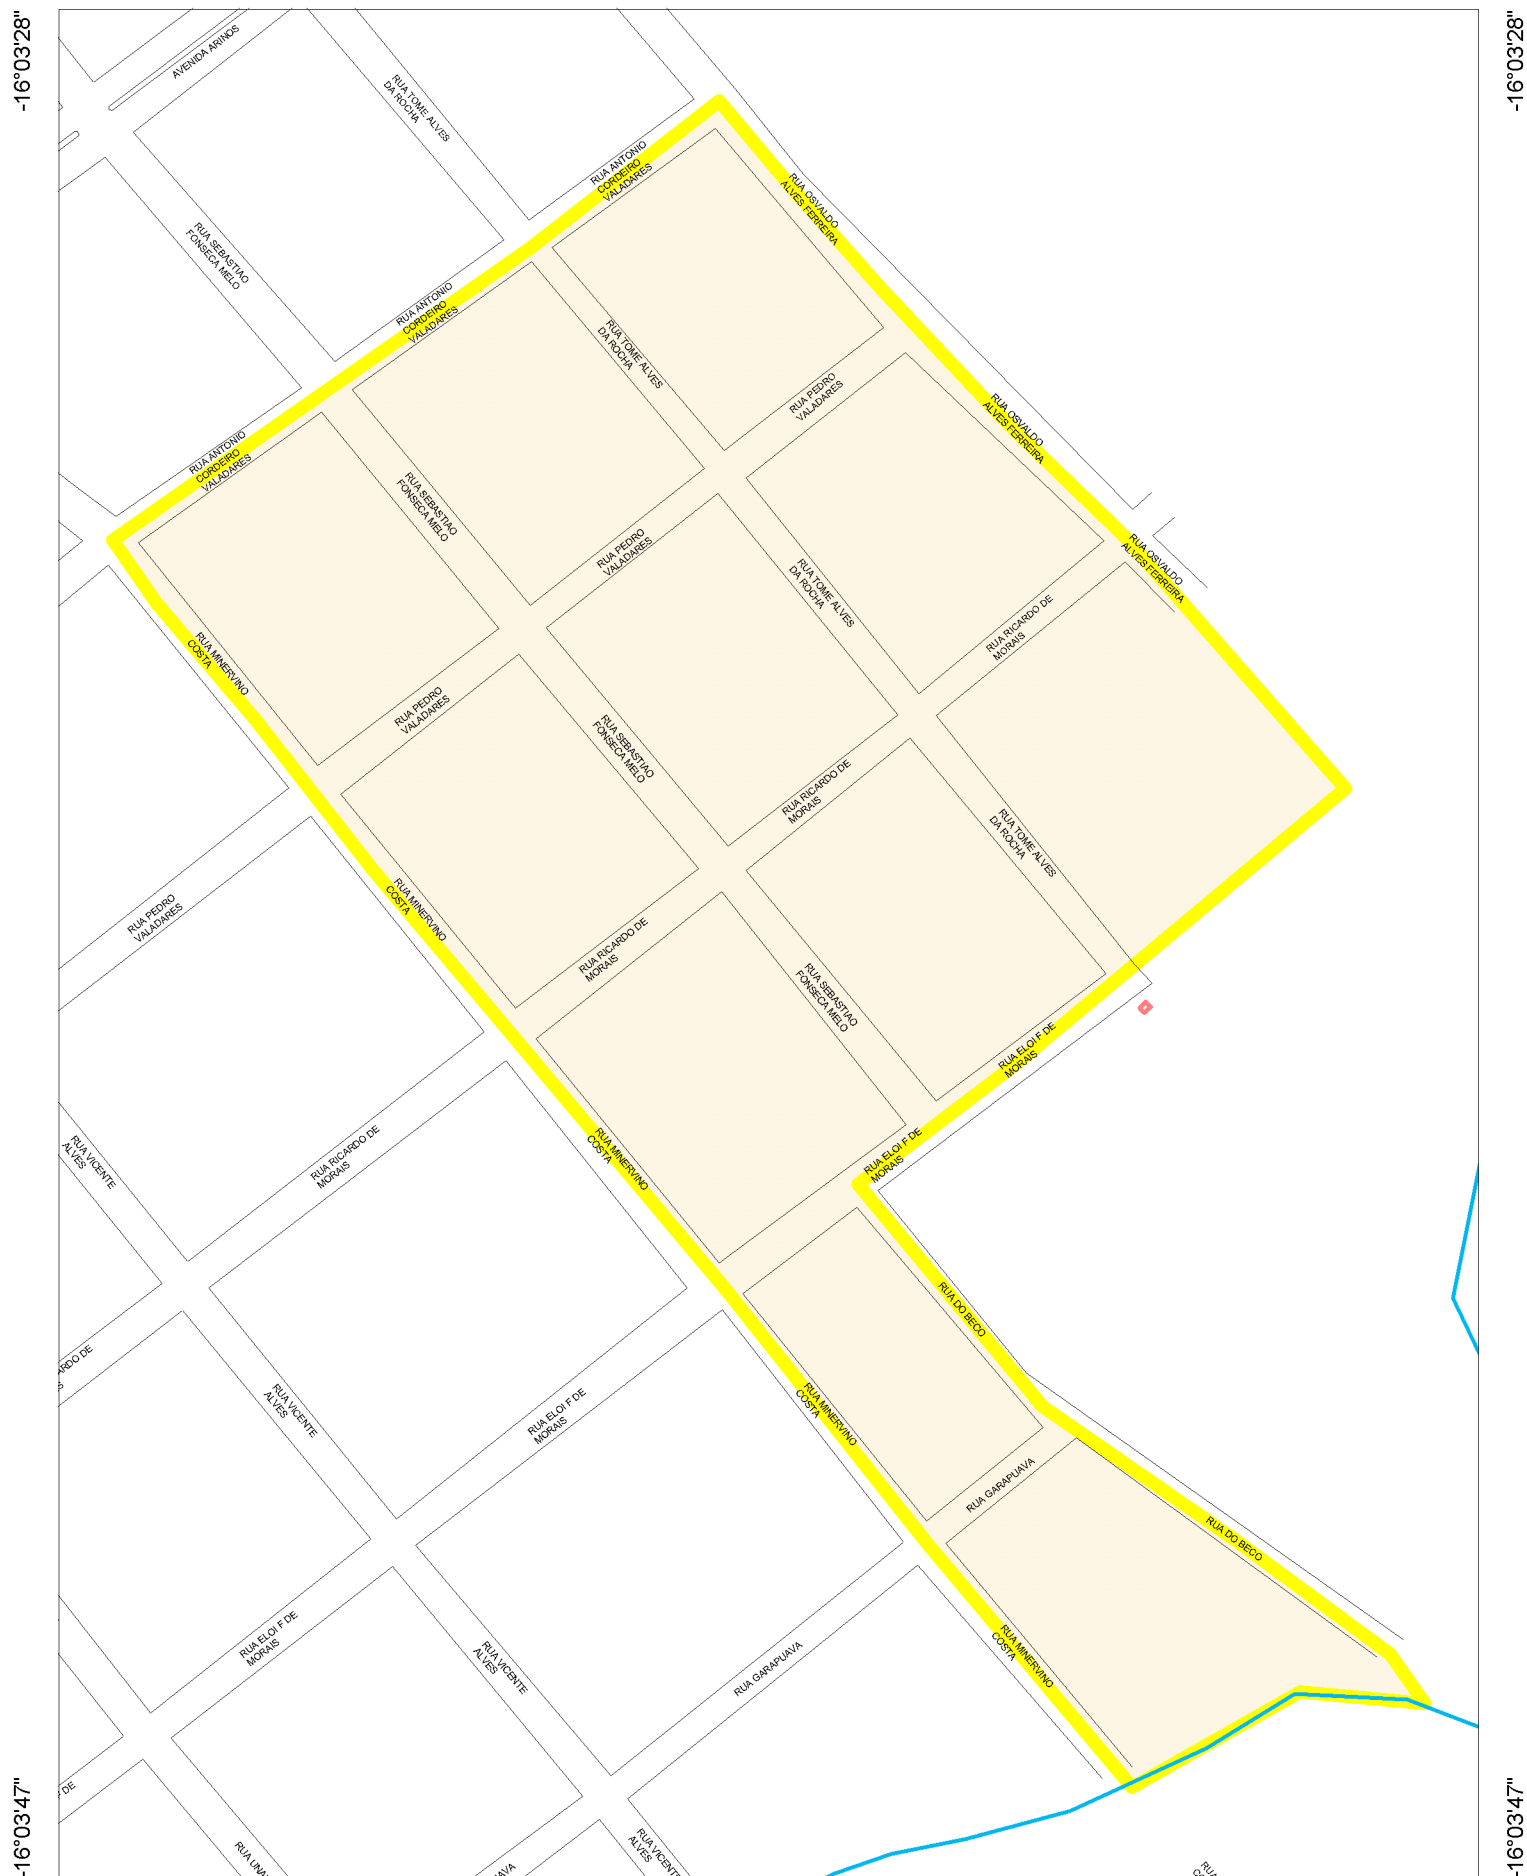 -16°03'28"
-16°03'28"
AVENIDA ARINOS
RUA TOME ALVES
DA ROCHA
RUA ANTONIO
CORDEIRO
VALADARES
RUA OSVALDO
ALVES FERREIRA
RUA SEBASTIAO
FONSECA MELO
RUA ANTONIO
CORDEIRO
VALADARES
RUA TOME ALVES
DA ROCHA
RUA PEDRO
VALADARES
RUA OSVALDO
ALVES FERREIRA
RUA ANTONIO
CORDEIRO
VALADARES
RUA SEBASTIAO
FONSECA MELO
RUA PEDRO
VALADARES
RUA OSVALDO
ALVES FERREIRA
RUA TOME ALVES
DA ROCHA
RUA RICARDO DE
MORAIS
RUA MINERVINO
COSTA
RUA PEDRO
VALADARES
RUA SEBASTIAO
FONSECA MELO
RUA RICARDO DE
MORAIS
RUA TOME ALVES
DA ROCHA
RUA PEDRO
VALADARES
RUA MINERVINO
COSTA
RUA RICARDO DE
MORAIS
RUA SEBASTIAO
FONSECA MELO
RUA ELOI F DE
MORAIS
RUA VICENTE
ALVES
RUA RICARDO DE
MORAIS
RUA MINERVINO
COSTA
RUA ELOI F DE
MORAIS
RUA DO BECO
ARDO DE
S
RUA VICENTE
ALVES
RUA ELOI F DE
MORAIS
RUA MINERVINO
COSTA
RUA GARAPUAVA
RUA DO BECO
RUA ELOI F DE
MORAIS
RUA VICENTE
ALVES
RUA GARAPUAVA
RUA MINERVINO
COSTA
-16°03'47"
-16°03'47"
F DE
RUA UNA
AVA
RUA VICENT
ALVES
RUA